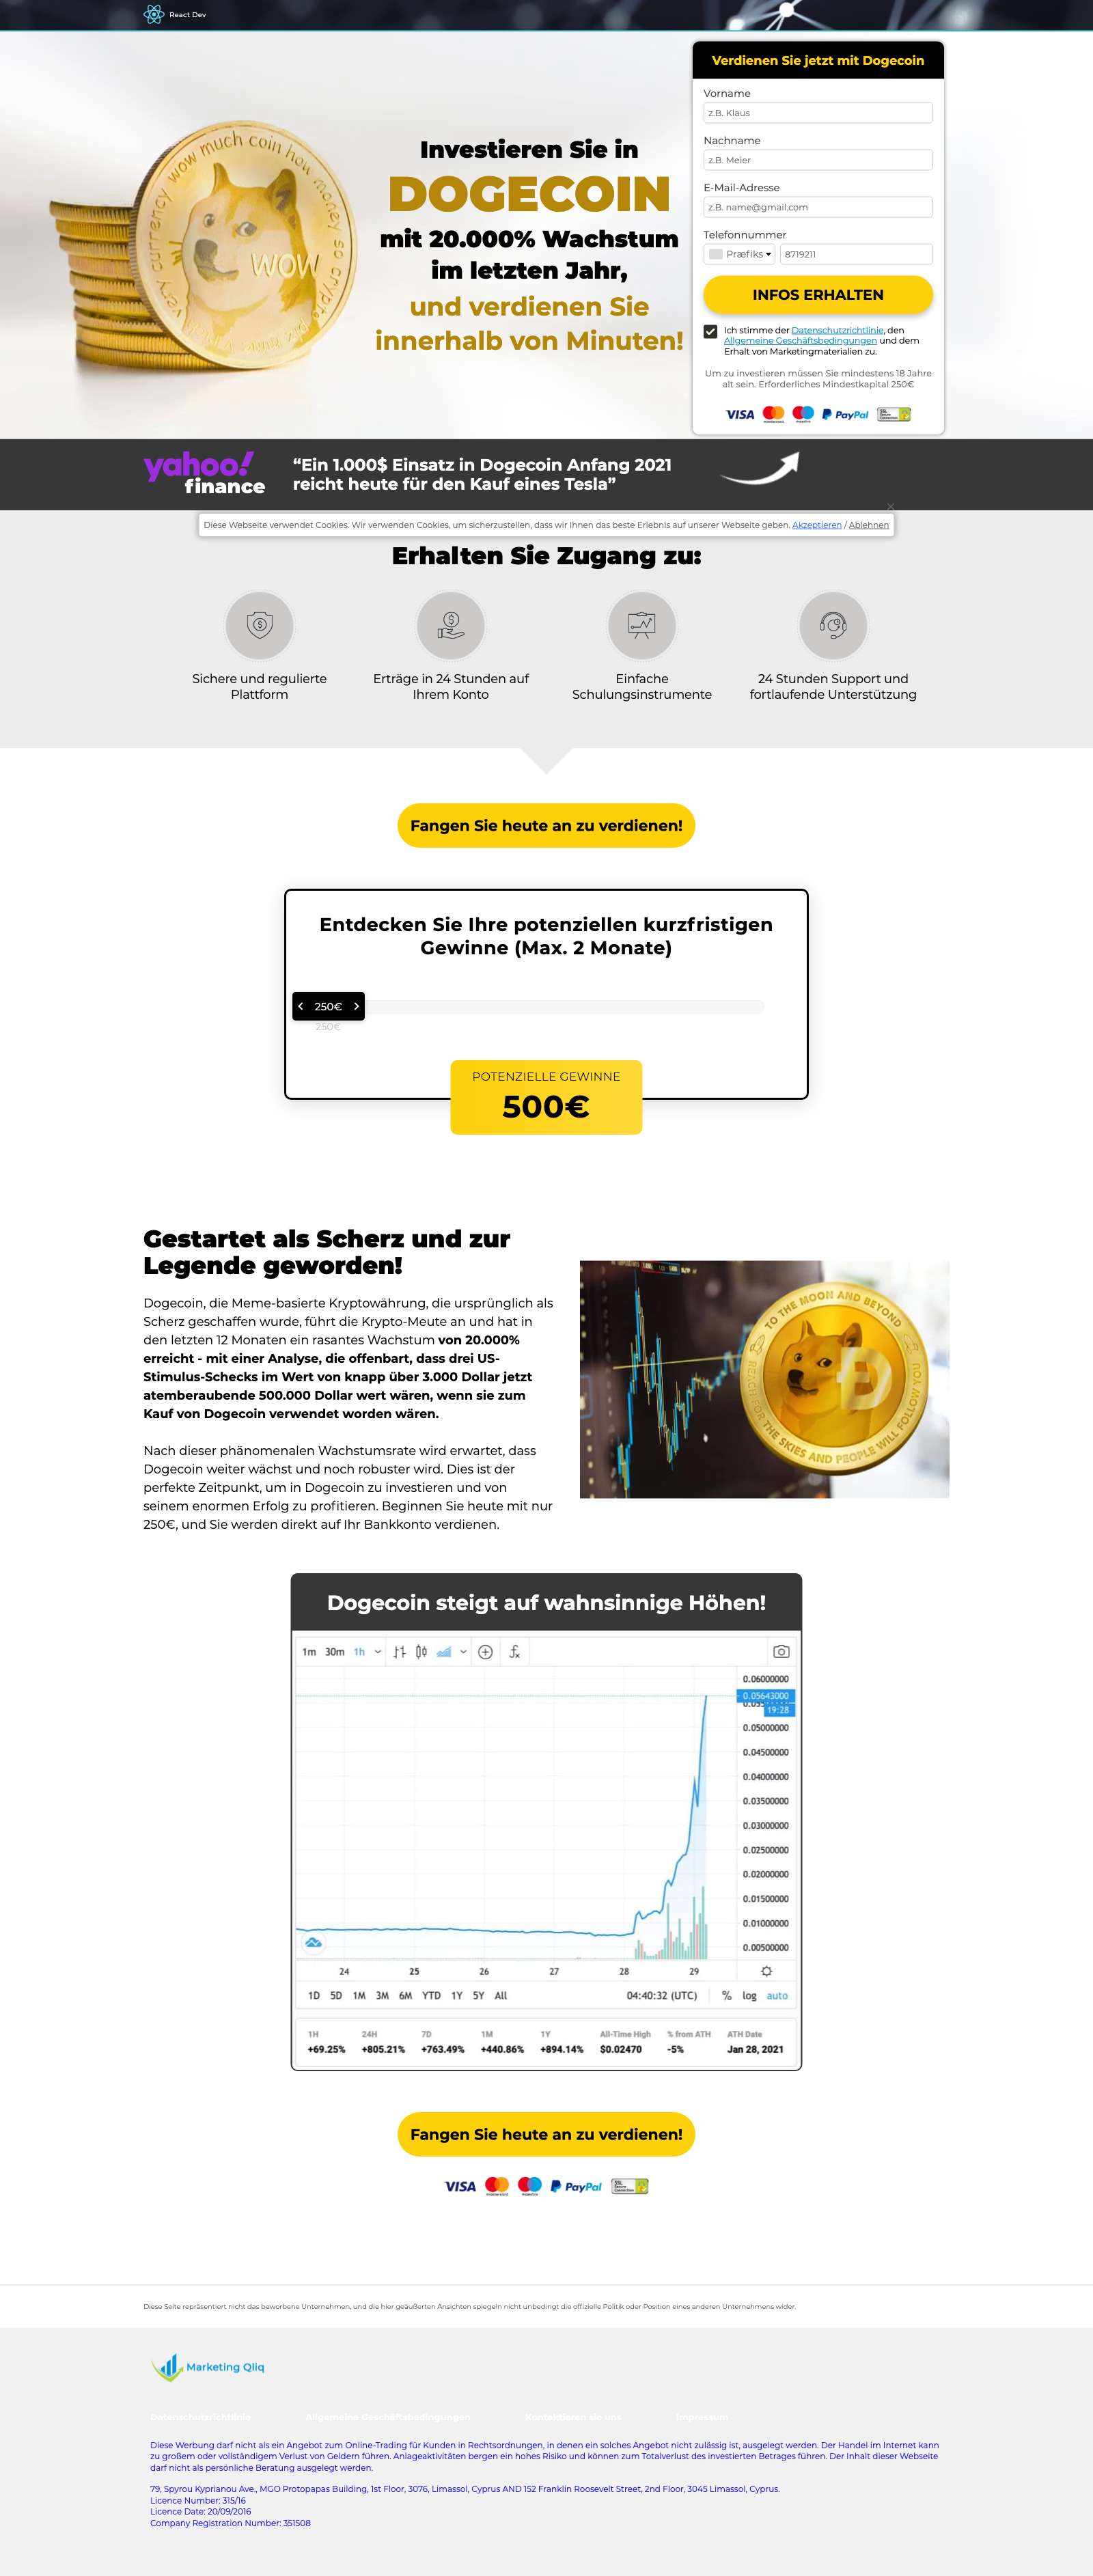 React Dev
Investieren Sie in
DOGECOIN
mit 20.000% Wachstum
im letzten Jahr,
und verdienen Sie
innerhalb von Minuten!
very currency wow much coin how money so crypto
WOW
Verdienen Sie jetzt mit Dogecoin
Vorname
z.B. Klaus
Nachname
z.B. Meier
E-Mail-Adresse
z.B. name@gmail.com
Telefonnummer
Præfiks 8719211
INFOS ERHALTEN
Ich stimme der Datenschutzrichtlinie, den
Allgemeine Geschäftsbedingungen und dem
Erhalt von Marketingmaterialien zu.
Um zu investieren müssen Sie mindestens 18 Jahre
alt sein. Erforderliches Mindestkapital 250€
VISA PayPal
yahoo!
finance
“Ein 1.000$ Einsatz in Dogecoin Anfang 2021
reicht heute für den Kauf eines Tesla”
Diese Webseite verwendet Cookies. Wir verwenden Cookies, um sicherzustellen, dass wir Ihnen das beste Erlebnis auf unserer Webseite geben. Akzeptieren / Ablehnen
Erhalten Sie Zugang zu:
Sichere und regulierte
Plattform
Erträge in 24 Stunden auf
Ihrem Konto
Einfache
Schulungsinstrumente
24 Stunden Support und
fortlaufende Unterstützung
Fangen Sie heute an zu verdienen!
Entdecken Sie Ihre potenziellen kurzfristigen
Gewinne (Max. 2 Monate)
250€
250€
POTENZIELLE GEWINNE
500€
Gestartet als Scherz und zur
Legende geworden!
Dogecoin, die Meme-basierte Kryptowährung, die ursprünglich als
Scherz geschaffen wurde, führt die Krypto-Meute an und hat in
den letzten 12 Monaten ein rasantes Wachstum von 20.000%
erreicht - mit einer Analyse, die offenbart, dass drei US-
Stimulus-Schecks im Wert von knapp über 3.000 Dollar jetzt
atemberaubende 500.000 Dollar wert wären, wenn sie zum
Kauf von Dogecoin verwendet worden wären.
Nach dieser phänomenalen Wachstumsrate wird erwartet, dass
Dogecoin weiter wächst und noch robuster wird. Dies ist der
perfekte Zeitpunkt, um in Dogecoin zu investieren und von
seinem enormen Erfolg zu profitieren. Beginnen Sie heute mit nur
250€, und Sie werden direkt auf Ihr Bankkonto verdienen.
TO THE MOON AND BEYOND
REACH FOR THE SKIES AND PEOPLE WILL FOLLOW YOU
Dogecoin steigt auf wahnsinnige Höhen!
1m 30m 1h
0.06000000
0.05643000
19:28
0.05000000
0.04500000
0.04000000
0.03500000
0.03000000
0.02500000
0.02000000
0.01500000
0.01000000
0.00500000
24 25 26 27 28 29
1D 5D 1M 3M 6M YTD 1Y 5Y All 04:40:32 (UTC) % log auto
1H 24H 7D 1M 1Y All-Time High % from ATH ATH Date
+69.25% +805.21% +763.49% +440.86% +894.14% $0.02470 -5% Jan 28, 2021
Fangen Sie heute an zu verdienen!
VISA PayPal
Diese Seite repräsentiert nicht das beworbene Unternehmen, und die hier geäußerten Ansichten spiegeln nicht unbedingt die offizielle Politik oder Position eines anderen Unternehmens wider.
Marketing Qliq
Datenschutzrichtlinie Allgemeine Geschäftsbedingungen Kontaktieren sie uns Impressum
Diese Werbung darf nicht als ein Angebot zum Online-Trading für Kunden in Rechtsordnungen, in denen ein solches Angebot nicht zulässig ist, ausgelegt werden. Der Handel im Internet kann
zu großem oder vollständigem Verlust von Geldern führen. Anlageaktivitäten bergen ein hohes Risiko und können zum Totalverlust des investierten Betrages führen. Der Inhalt dieser Webseite
darf nicht als persönliche Beratung ausgelegt werden.
79, Spyrou Kyprianou Ave., MGO Protopapas Building, 1st Floor, 3076, Limassol, Cyprus AND 152 Franklin Roosevelt Street, 2nd Floor, 3045 Limassol, Cyprus.
Licence Number: 315/16
Licence Date: 20/09/2016
Company Registration Number: 351508